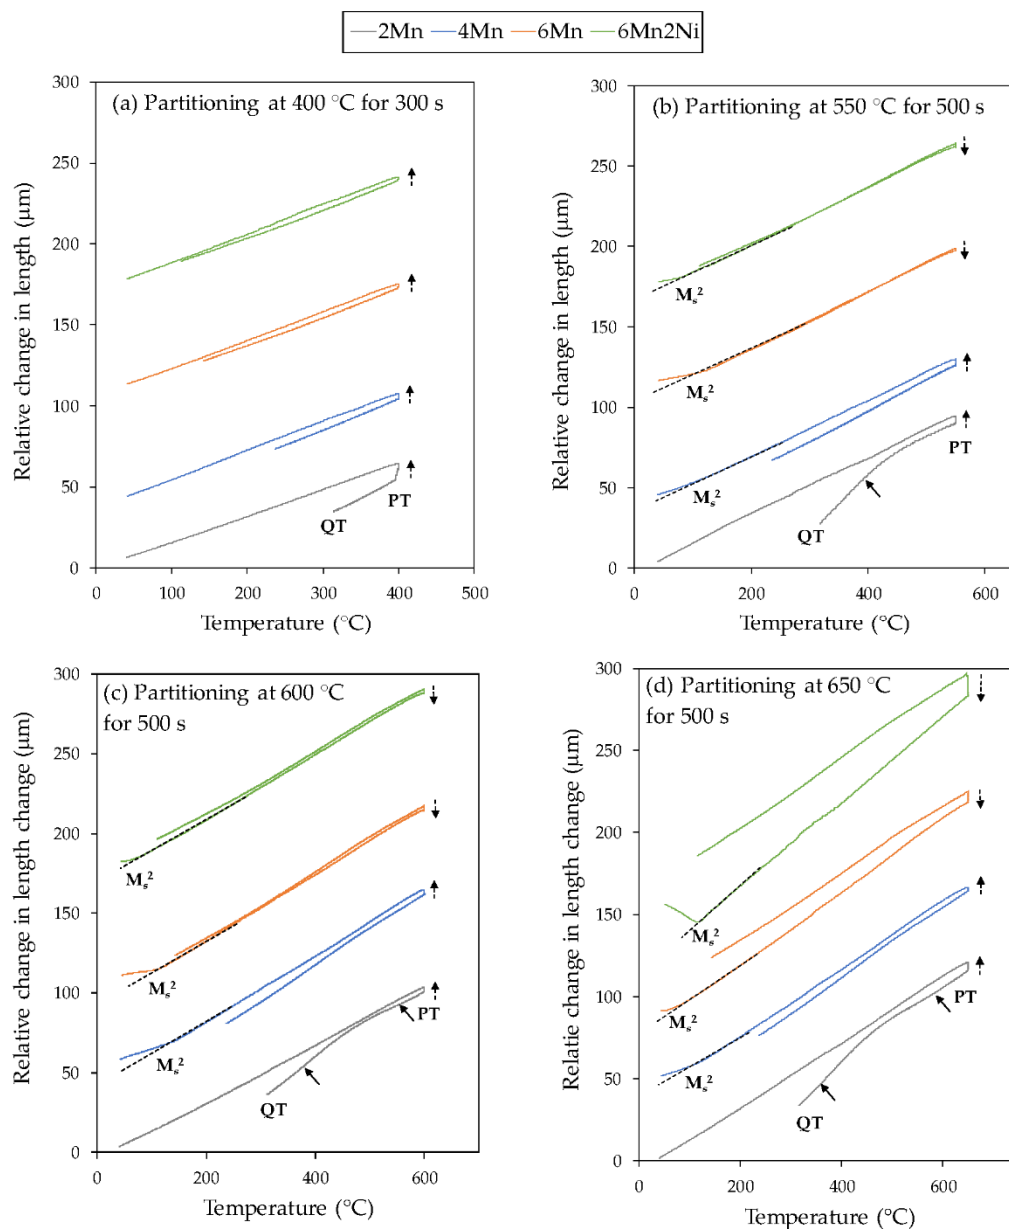 2Mn 4Mn 6Mn 6Mn2Ni
(a) Partitioning at 400 °C for 300 s
Relative change in length (µm)
300
250
200
150
100
50
0
QT
PT
0 100 200 300 400 500
Temperature (°C)
(b) Partitioning at 550 °C for 500 s
Relative change in length (µm)
300
250
200
150
100
50
0
Ms2
Ms2
Ms2
PT
QT
0 200 400 600
Temperature (°C)
(c) Partitioning at 600 °C
for 500 s
Relative change in length change (µm)
300
250
200
150
100
50
0
Ms2
Ms2
Ms2
PT
QT
0 200 400 600
Temperature (°C)
(d) Partitioning at 650 °C
for 500 s
Relatie change in length change (µm)
300
250
200
150
100
50
0
Ms2
Ms2
Ms2
PT
QT
0 200 400 600
Temperature (°C)